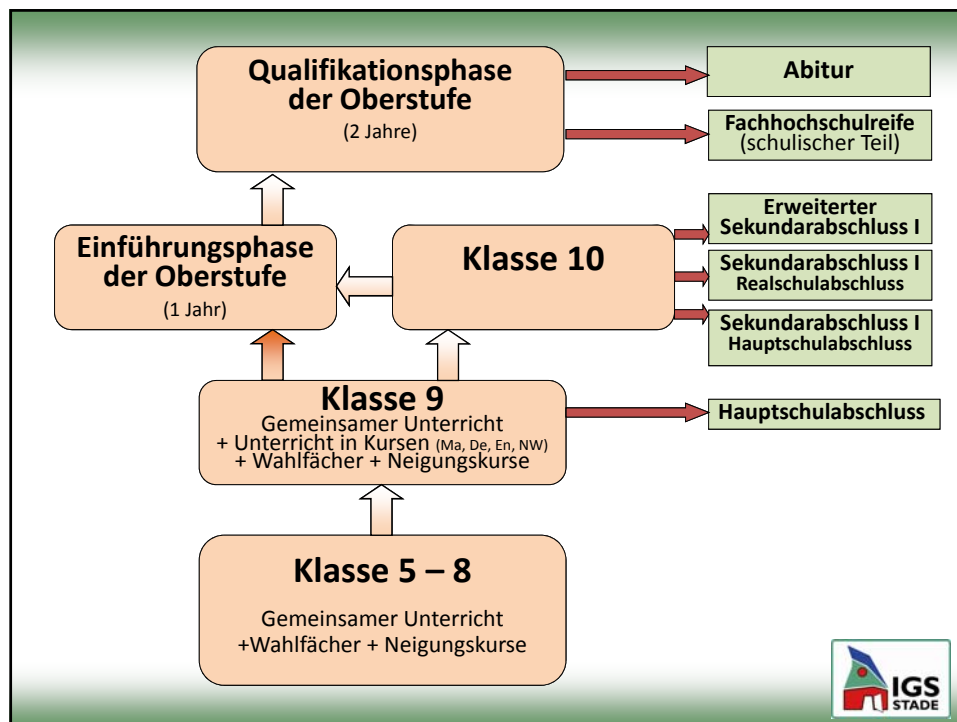 Qualifikationsphase
der Oberstufe
(2 Jahre)
Abitur
Fachhochschulreife
(schulischer Teil)
Einführungsphase
der Oberstufe
(1 Jahr)
Klasse 10
Erweiterter
Sekundarabschluss I
Sekundarabschluss I
Realschulabschluss
Sekundarabschluss I
Hauptschulabschluss
Klasse 9
Gemeinsamer Unterricht
+ Unterricht in Kursen (Ma, De, En, NW)
+ Wahlfächer + Neigungskurse
Hauptschulabschluss
Klasse 5 – 8
Gemeinsamer Unterricht
+Wahlfächer + Neigungskurse
IGS
STADE